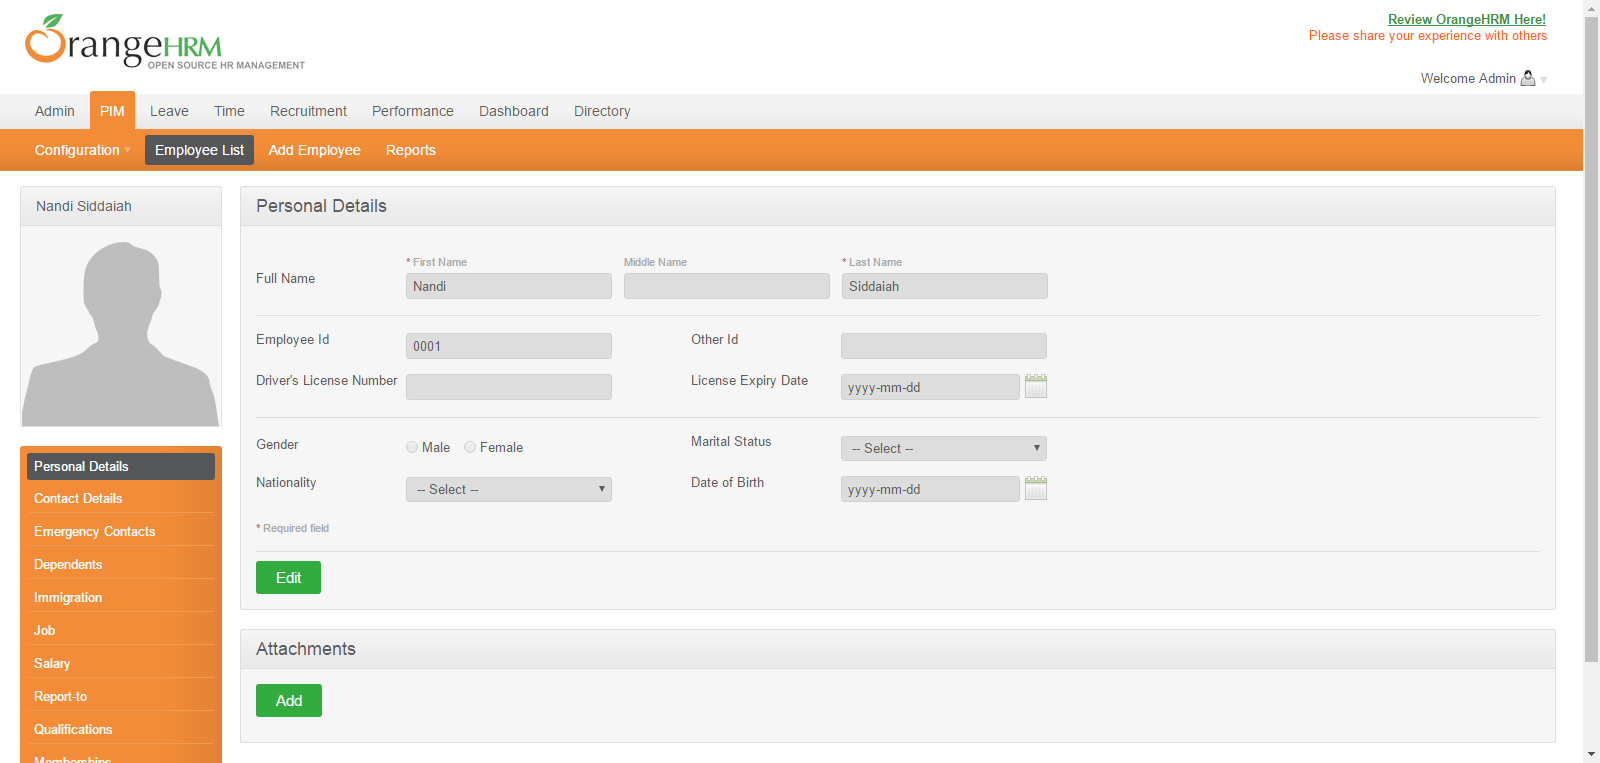 OrangeHRM
OPEN SOURCE HR MANAGEMENT
Review OrangeHRM Here!
Please share your experience with others
Welcome Admin
Admin PIM Leave Time Recruitment Performance Dashboard Directory
Configuration Employee List Add Employee Reports
Nandi Siddaiah
Personal Details
Contact Details
Emergency Contacts
Dependents
Immigration
Job
Salary
Report-to
Qualifications
Memberships
Personal Details
* First Name Middle Name * Last Name
Full Name Nandi Siddaiah
Employee Id 0001 Other Id
Driver's License Number License Expiry Date yyyy-mm-dd
Gender Male Female Marital Status -- Select --
Nationality -- Select -- Date of Birth yyyy-mm-dd
* Required field
Edit
Attachments
Add